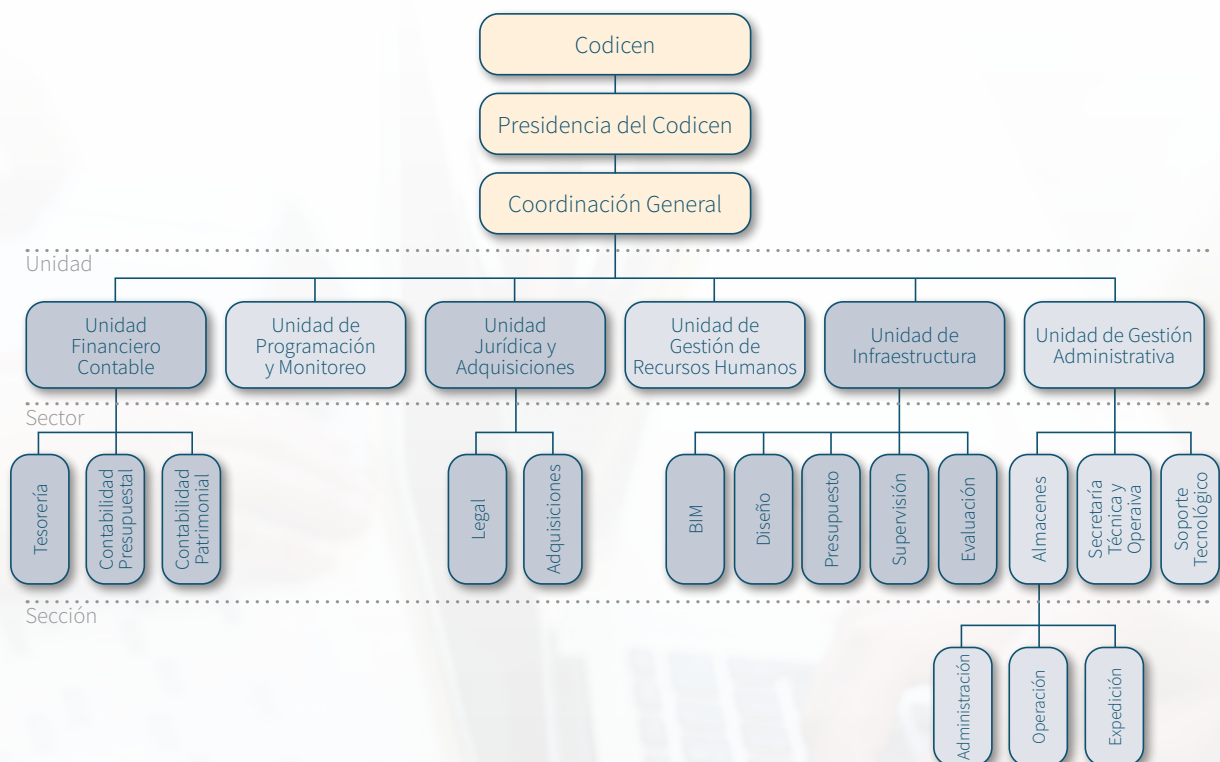 Codicen
Presidencia del Codicen
Coordinación General
Unidad
Unidad
Financiero
Contable
Unidad de
Programación
y Monitoreo
Unidad
Jurídica y
Adquisiciones
Unidad de
Gestión de
Recursos Humanos
Unidad de
Infraestructura
Unidad de Gestión
Administrativa
Sector
Tesorería
Contabilidad
Presupuestal
Contabilidad
Patrimonial
Legal
Adquisiciones
BIM
Diseño
Presupuesto
Supervisión
Evaluación
Almacenes
Secretaría
Técnica y
Operaiva
Soporte
Tecnológico
Sección
Administración
Operación
Expedición